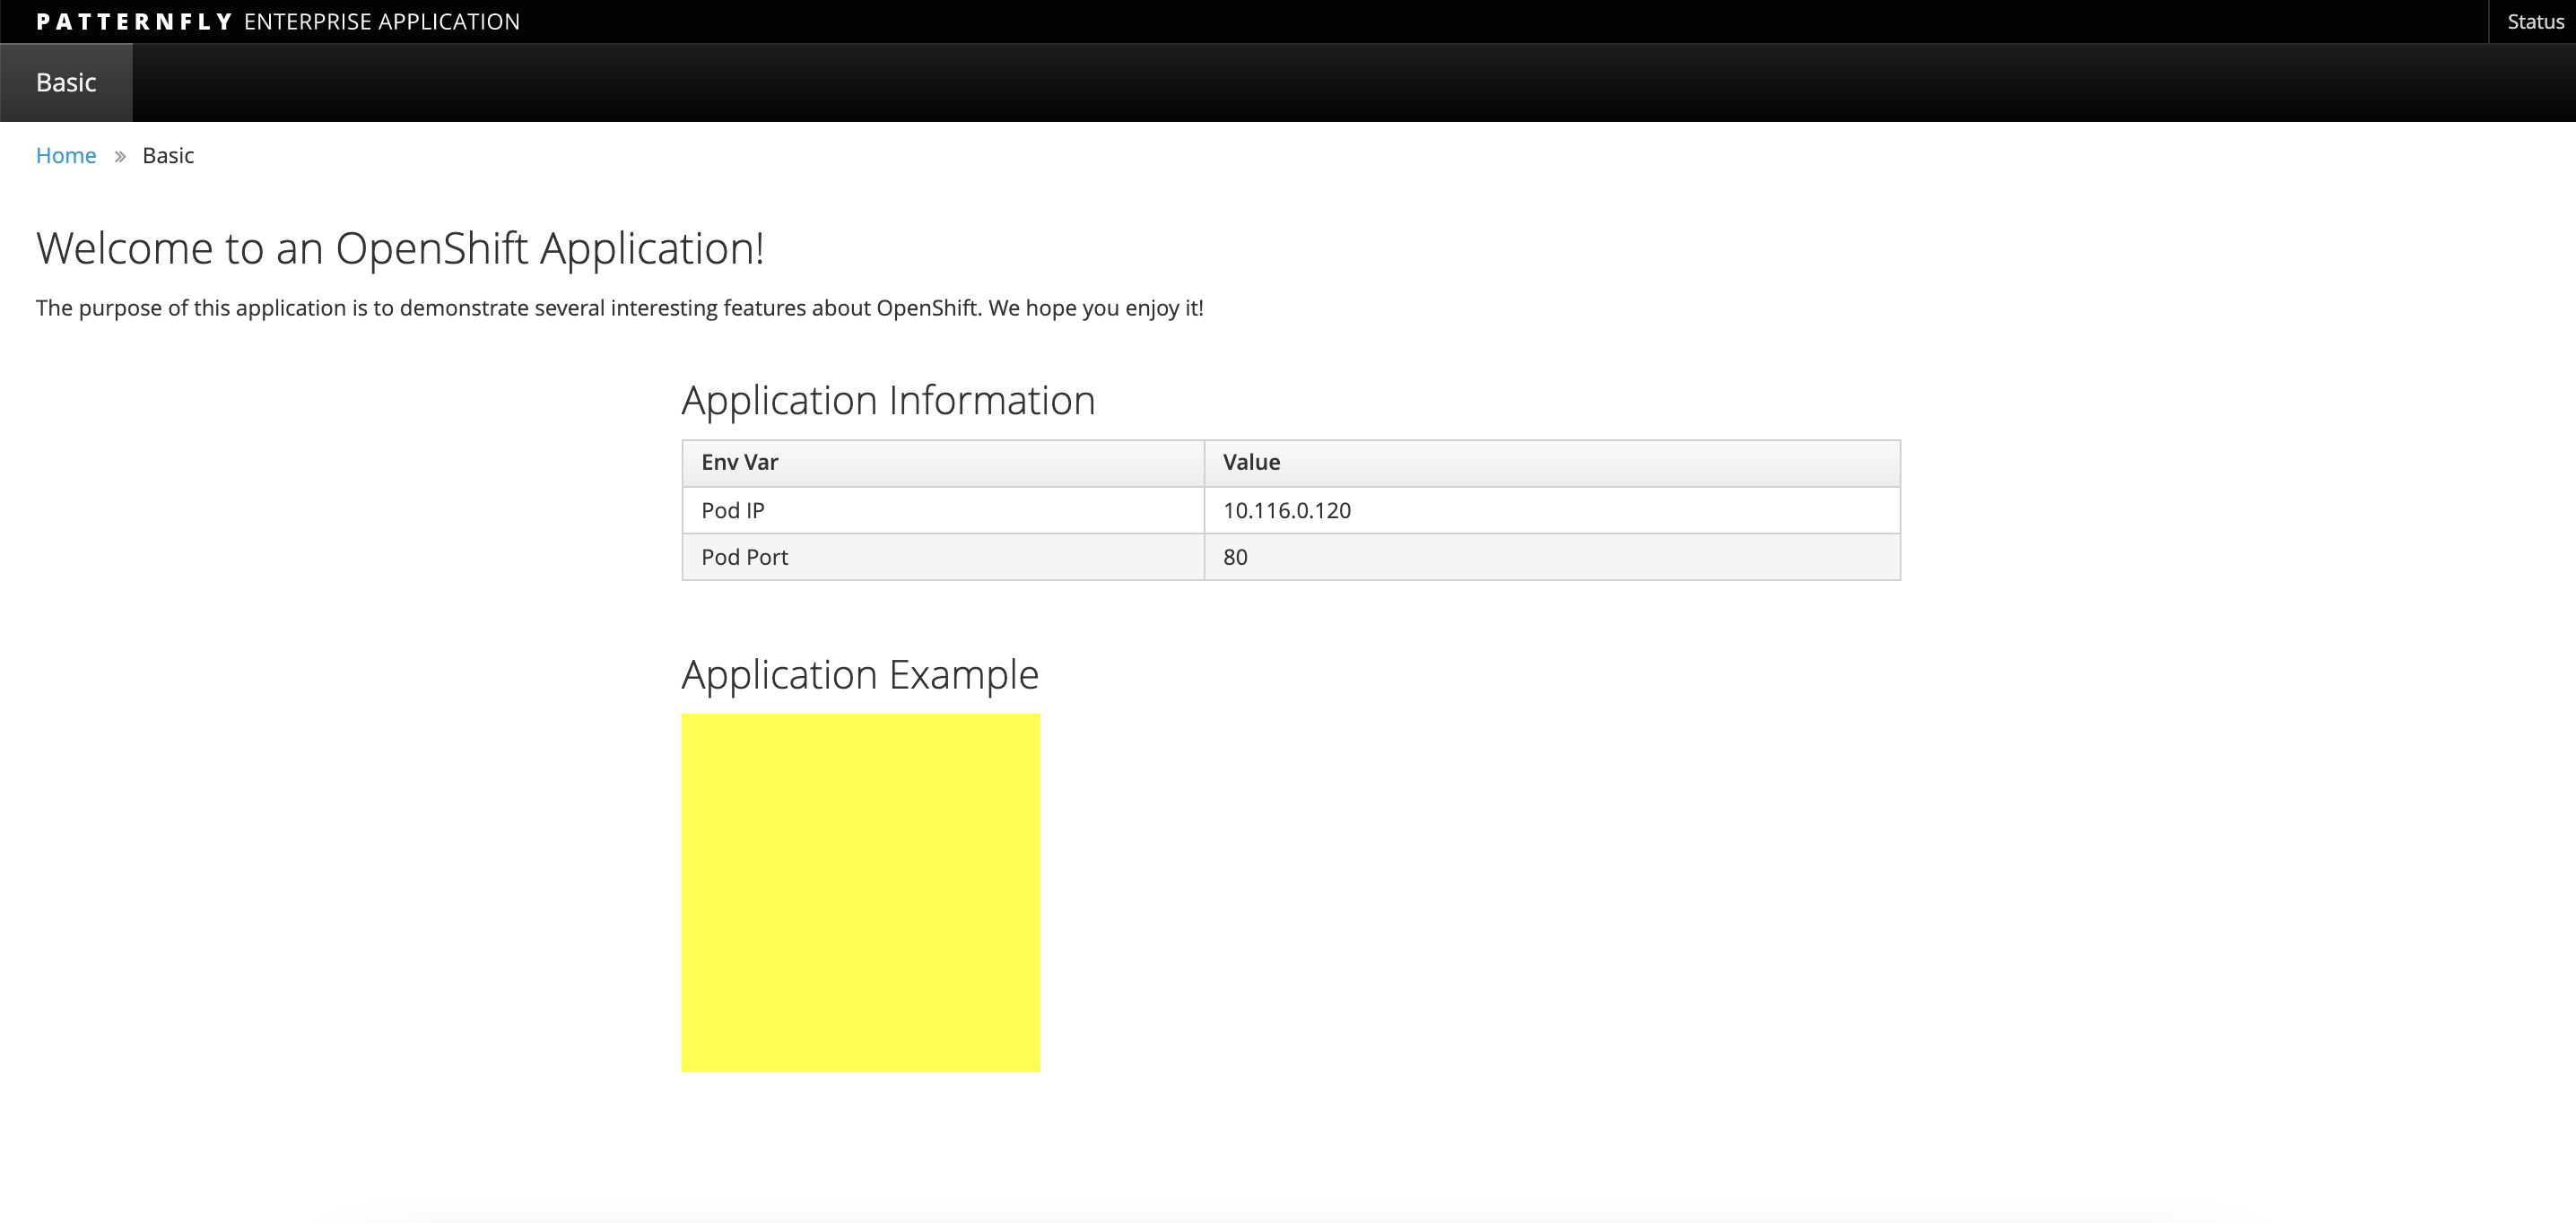 PATTERNFLY ENTERPRISE APPLICATION
Status
Basic
Home » Basic
Welcome to an OpenShift Application!
The purpose of this application is to demonstrate several interesting features about OpenShift. We hope you enjoy it!
Application Information
Env Var Value
Pod IP 10.116.0.120
Pod Port 80
Application Example